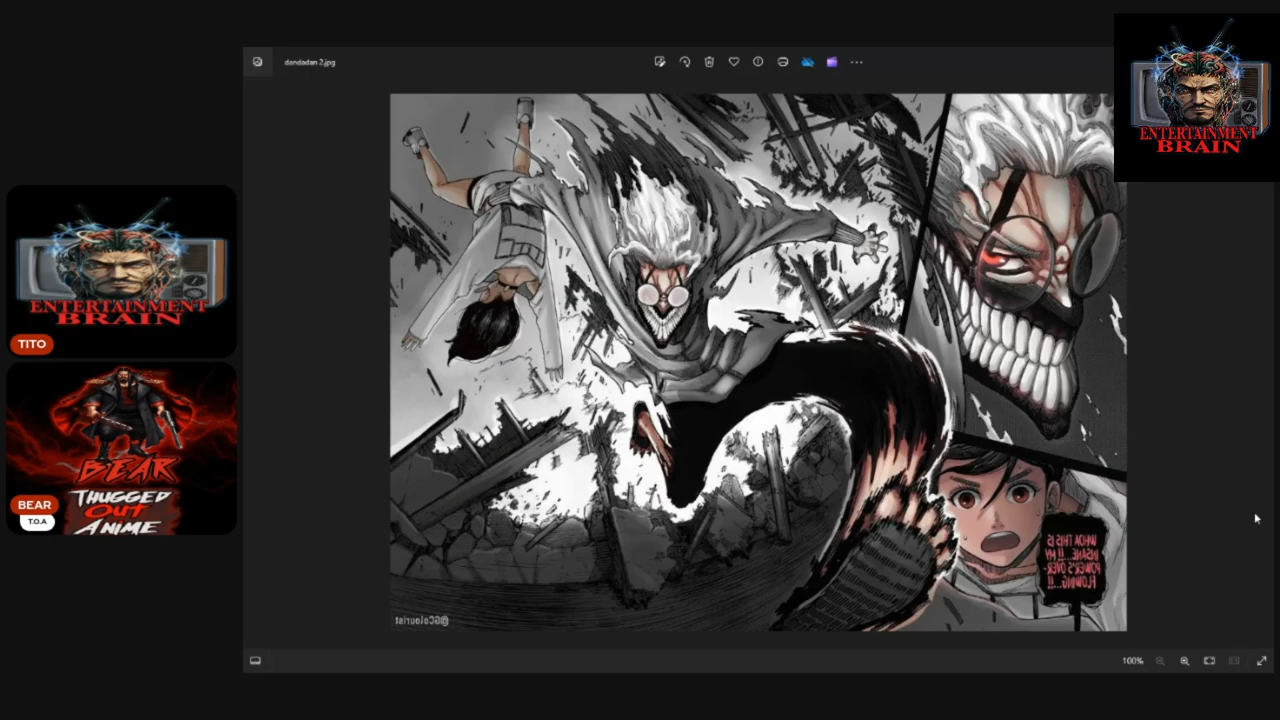 dandadan 2.jpg
ENTERTAINMENT
BRAIN
ENTERTAINMENT
BRAIN
TITO
BEAR
THUGGED
OUT
ANIME
BEAR
T.O.A
WHOA THIS IS
INSANE...!! MY
POWER'S OVER-
FLOWING...!!
@GColourist
100%